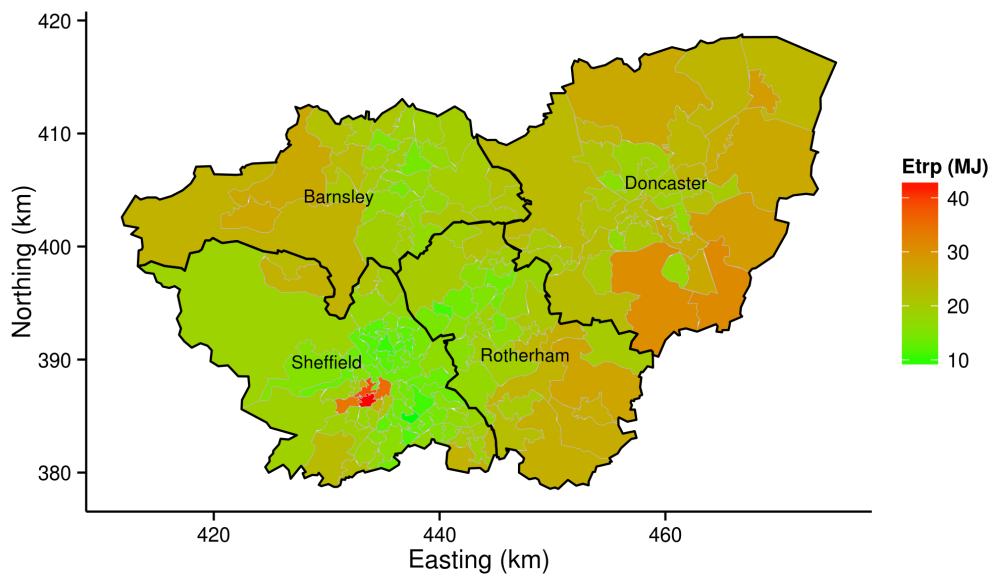 420
410
400
390
380
Northing (km)
Barnsley
Doncaster
Sheffield
Rotherham
420
440
460
Easting (km)
Etrp (MJ)
40
30
20
10